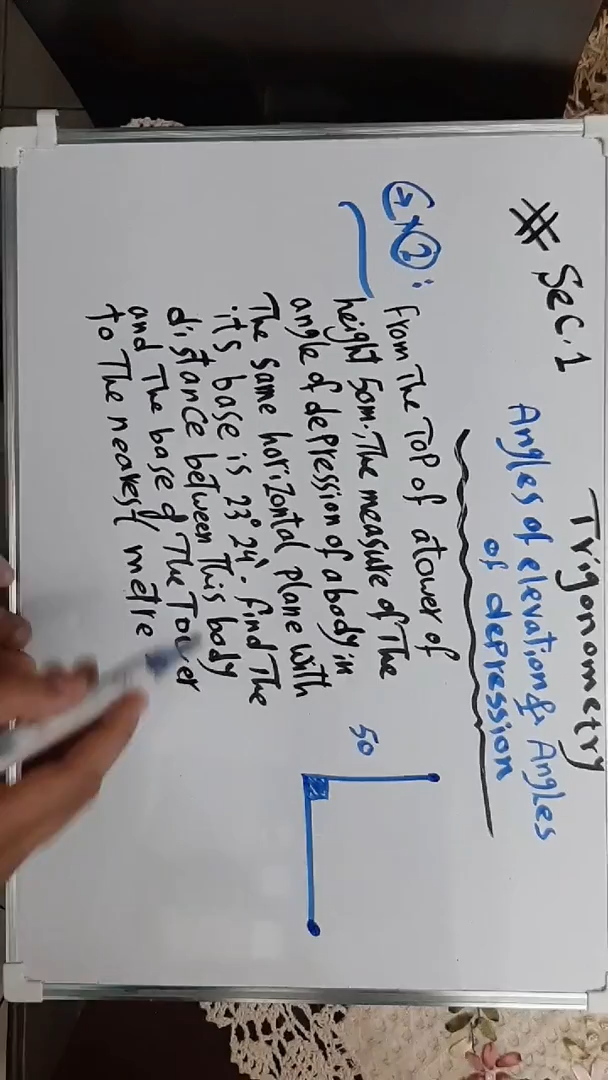 Trigonometry
# Sec.1
Angles of elevation & Angles
of depression
Ex②:
from The Top of a tower of
height 50m. The measure of The
angle of depression of a body in
The same horizontal plane with
its base is 23° 24'. find The
distance between This body
and The base of The Tower
to The nearest metre
50